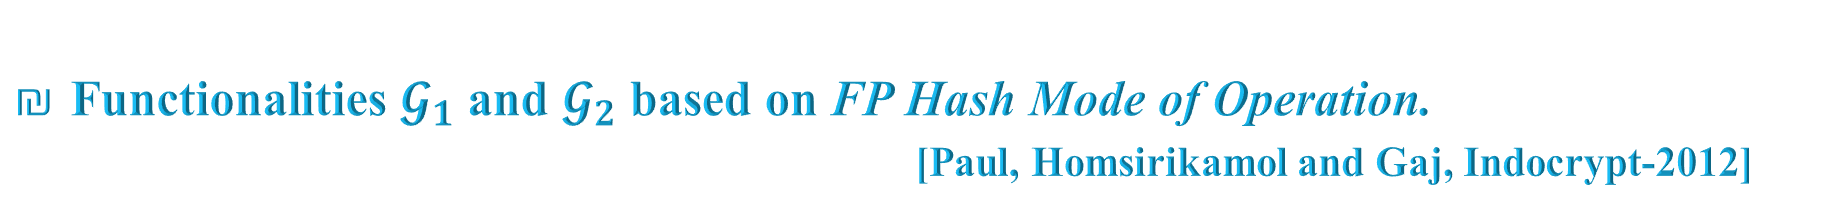 ₪ Functionalities 𝒢₁ and 𝒢₂ based on FP Hash Mode of Operation.
[Paul, Homsirikamol and Gaj, Indocrypt-2012]